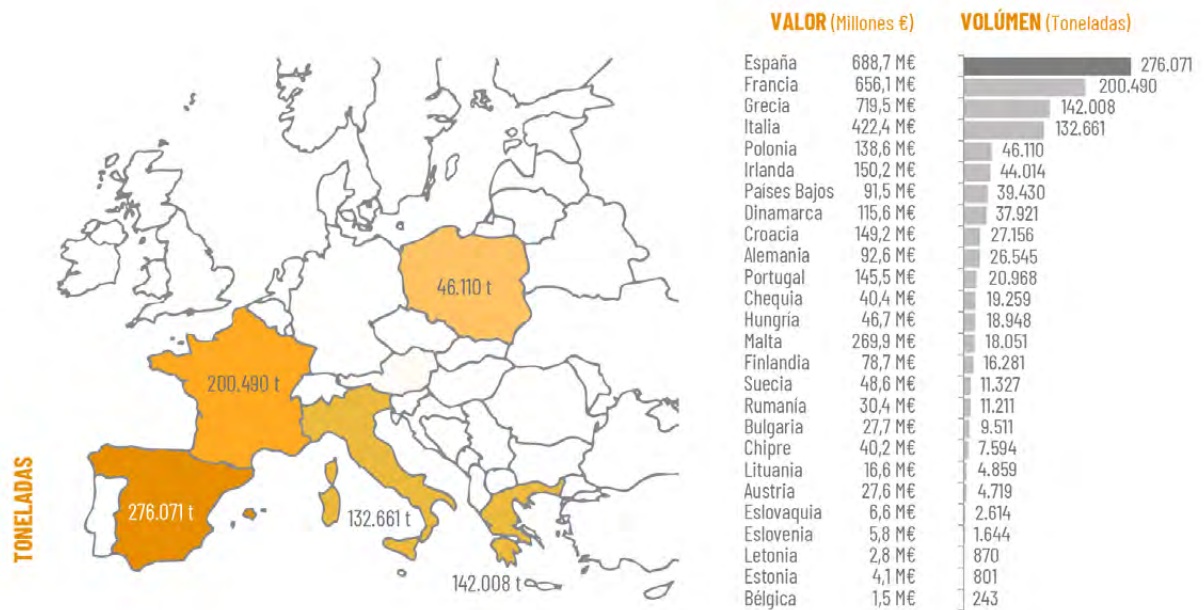 VALOR (Millones €) VOLÚMEN (Toneladas)
España 688,7 M€ 276.071
Francia 656,1 M€ 200.490
Grecia 719,5 M€ 142.008
Italia 422,4 M€ 132.661
Polonia 138,6 M€ 46.110
Irlanda 150,2 M€ 44.014
Países Bajos 91,5 M€ 39.430
Dinamarca 115,6 M€ 37.921
Croacia 149,2 M€ 27.156
Alemania 92,6 M€ 26.545
Portugal 145,5 M€ 20.968
Chequia 40,4 M€ 19.259
Hungría 46,7 M€ 18.948
Malta 269,9 M€ 18.051
Finlandia 78,7 M€ 16.281
Suecia 48,6 M€ 11.327
Rumanía 30,4 M€ 11.211
Bulgaria 27,7 M€ 9.511
Chipre 40,2 M€ 7.594
Lituania 16,6 M€ 4.859
Austria 27,6 M€ 4.719
Eslovaquia 6,6 M€ 2.614
Eslovenia 5,8 M€ 1.644
Letonia 2,8 M€ 870
Estonia 4,1 M€ 801
Bélgica 1,5 M€ 243
46.110 t
200.490 t
276.071 t
132.661 t
142.008 t
TONELADAS